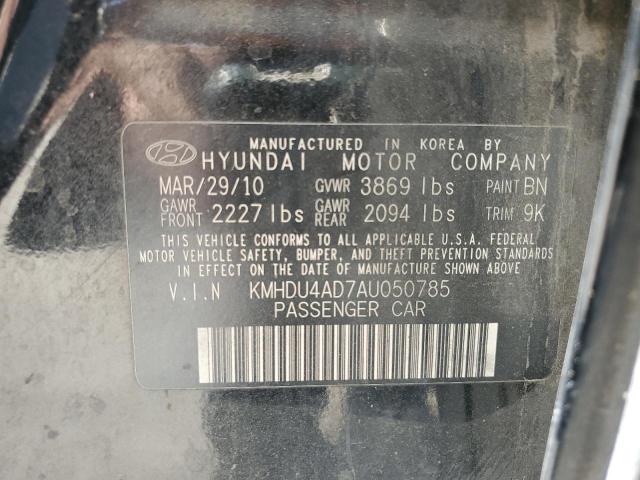 MANUFACTURED IN KOREA BY
HYUNDAI MOTOR COMPANY
MAR/29/10 GVWR 3869 lbs PAINT BN
GAWR FRONT 2227 lbs GAWR REAR 2094 lbs TRIM 9K
THIS VEHICLE CONFORMS TO ALL APPLICABLE U.S.A. FEDERAL
MOTOR VEHICLE SAFETY, BUMPER, AND THEFT PREVENTION STANDARDS
IN EFFECT ON THE DATE OF MANUFACTURE SHOWN ABOVE
V.I.N KMHDU4AD7AU050785
PASSENGER CAR